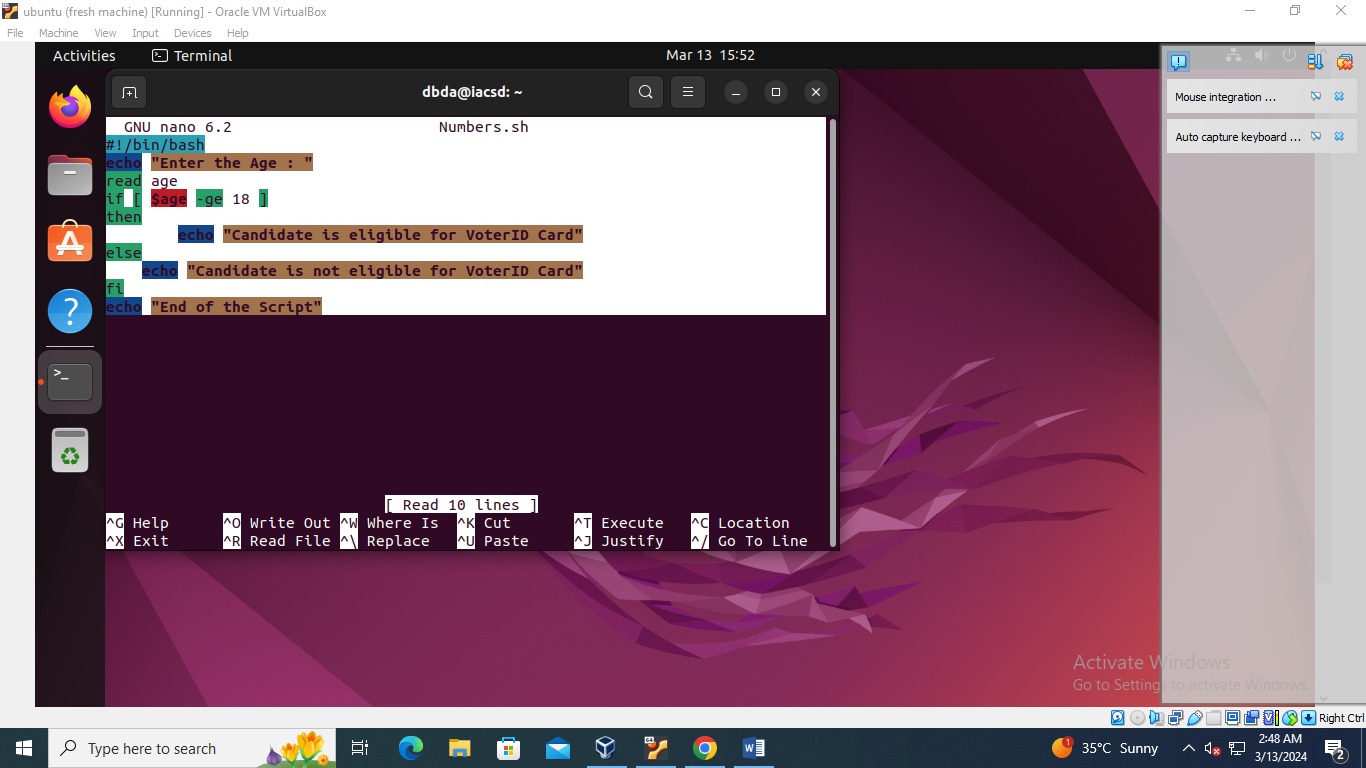 ubuntu (fresh machine) [Running] - Oracle VM VirtualBox
File Machine View Input Devices Help
Activities Terminal Mar 13 15:52
dbda@iacsd: ~
Mouse integration ...
Auto capture keyboard ...
GNU nano 6.2 Numbers.sh
#!/bin/bash
echo "Enter the Age : "
read age
if [ $age -ge 18 ]
then
echo "Candidate is eligible for VoterID Card"
else
echo "Candidate is not eligible for VoterID Card"
fi
echo "End of the Script"
[ Read 10 lines ]
^G Help ^O Write Out ^W Where Is ^K Cut ^T Execute ^C Location
^X Exit ^R Read File ^\ Replace ^U Paste ^J Justify ^/ Go To Line
Activate Windows
Go to Settings to activate Windows.
Right Ctrl
Type here to search
35°C Sunny
2:48 AM
3/13/2024